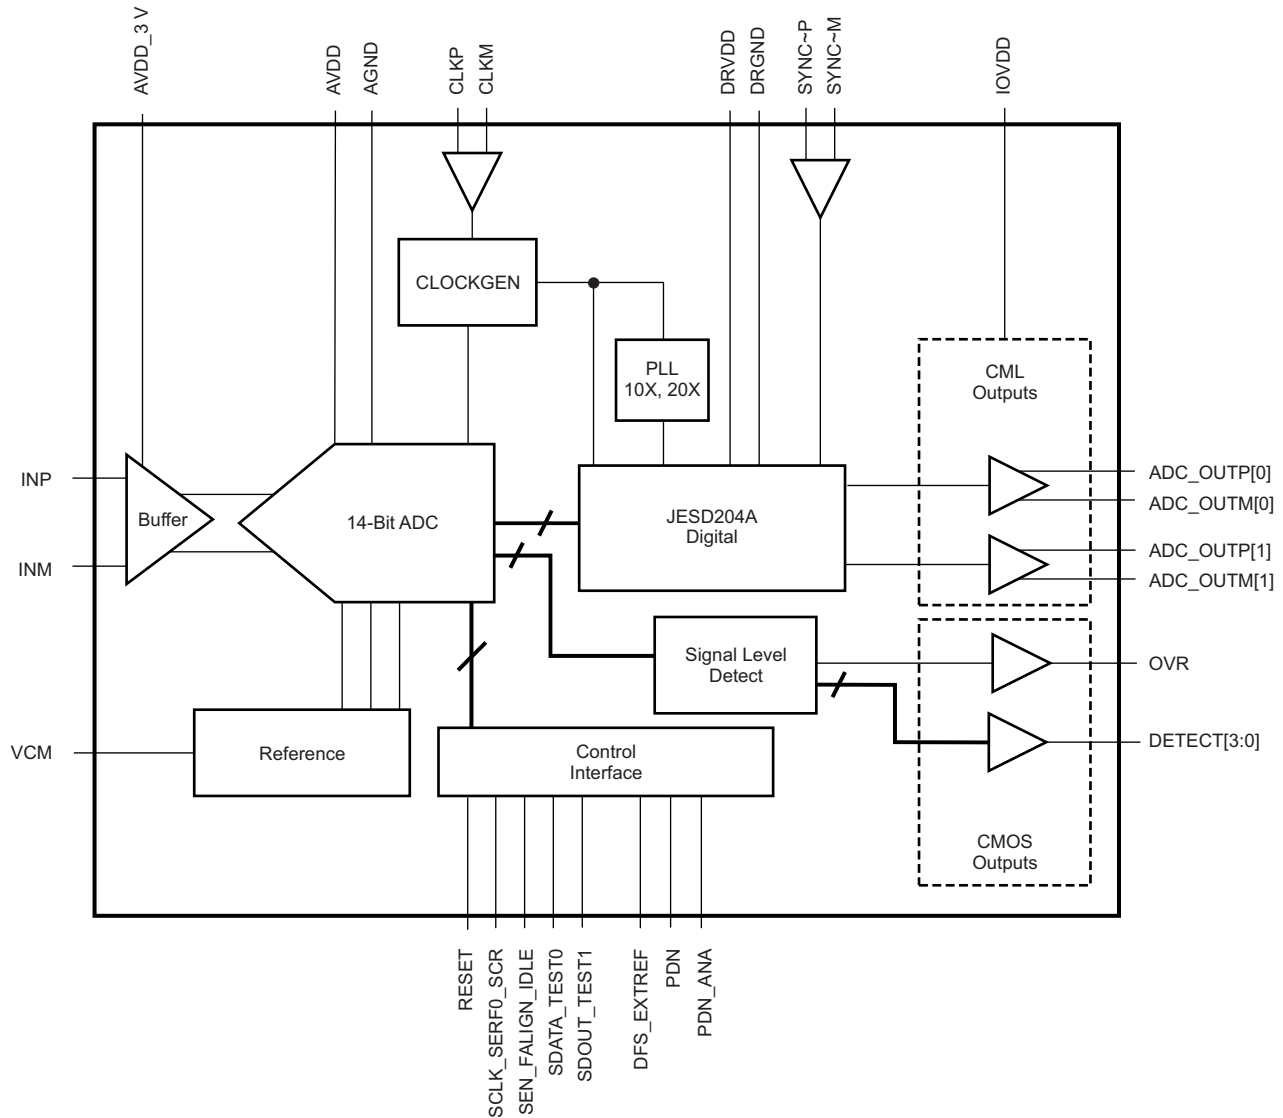 AVDD_3 V
AVDD
AGND
CLKP
CLKM
DRVDD
DRGND
SYNC~P
SYNC~M
IOVDD
CLOCKGEN
PLL
10X, 20X
CML
Outputs
INP
INM
Buffer
14-Bit ADC
JESD204A
Digital
ADC_OUTP[0]
ADC_OUTM[0]
ADC_OUTP[1]
ADC_OUTM[1]
Signal Level
Detect
OVR
DETECT[3:0]
VCM
Reference
Control
Interface
CMOS
Outputs
RESET
SCLK_SERF0_SCR
SEN_FALIGN_IDLE
SDATA_TEST0
SDOUT_TEST1
DFS_EXTREF
PDN
PDN_ANA